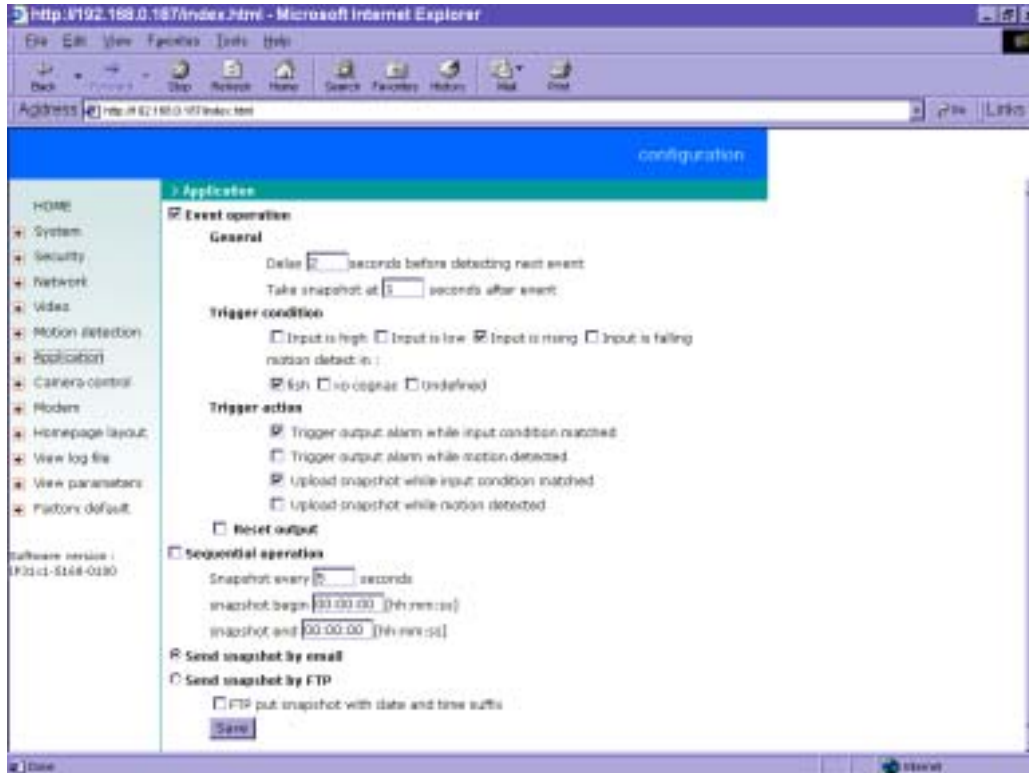 http://192.168.0.187/index.html - Microsoft Internet Explorer
File Edit View Favorites Tools Help
Back Forward Stop Refresh Home Search Favorites History Mail Print
Address http://192.168.0.187/index.html Go Links
configuration
HOME
System
Security
Network
Video
Motion detection
Application
Camera control
Modem
Homepage layout
View log file
View parameters
Factory default
Software version :
> Application
Event operation
General
Delay 2 seconds before detecting next event
Take snapshot at seconds after event
Trigger condition
Input is high Input is low Input is rising Input is falling
motion detect in :
fish cognac Undefined
Trigger action
Trigger output alarm while input condition matched
Trigger output alarm while motion detected
Upload snapshot while input condition matched
Upload snapshot while motion detected
Reset output
Sequential operation
Snapshot every seconds
snapshot begin 00:00:00 [hh:mm:ss]
snapshot end 00:00:00 [hh:mm:ss]
Send snapshot by email
Send snapshot by FTP
FTP put snapshot with date and time suffix
Save
Done Internet